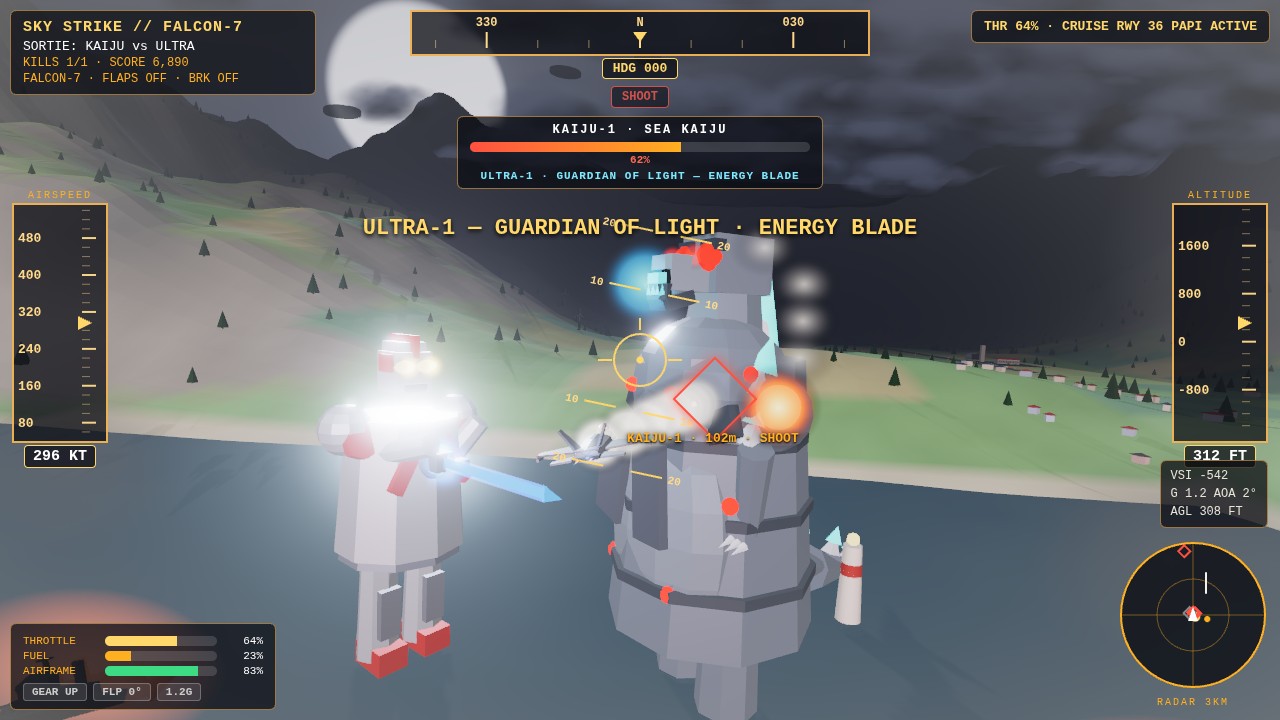 SKY STRIKE // FALCON-7
SORTIE: KAIJU vs ULTRA
KILLS 1/1 · SCORE 6,890
FALCON-7 · FLAPS OFF · BRK OFF
330 N 030
HDG 000
SHOOT
THR 64% · CRUISE RWY 36 PAPI ACTIVE
KAIJU-1 · SEA KAIJU
62%
ULTRA-1 · GUARDIAN OF LIGHT — ENERGY BLADE
ULTRA-1 — GUARDIAN OF LIGHT · ENERGY BLADE
20 20
10 10
10
20
KAIJU-1 · 102m · SHOOT
AIRSPEED
480
400
320
240
160
80
296 KT
ALTITUDE
1600
800
0
-800
312 FT
VSI -542
G 1.2 AOA 2°
AGL 308 FT
RADAR 3KM
THROTTLE 64%
FUEL 23%
AIRFRAME 83%
GEAR UP FLP 0° 1.2G